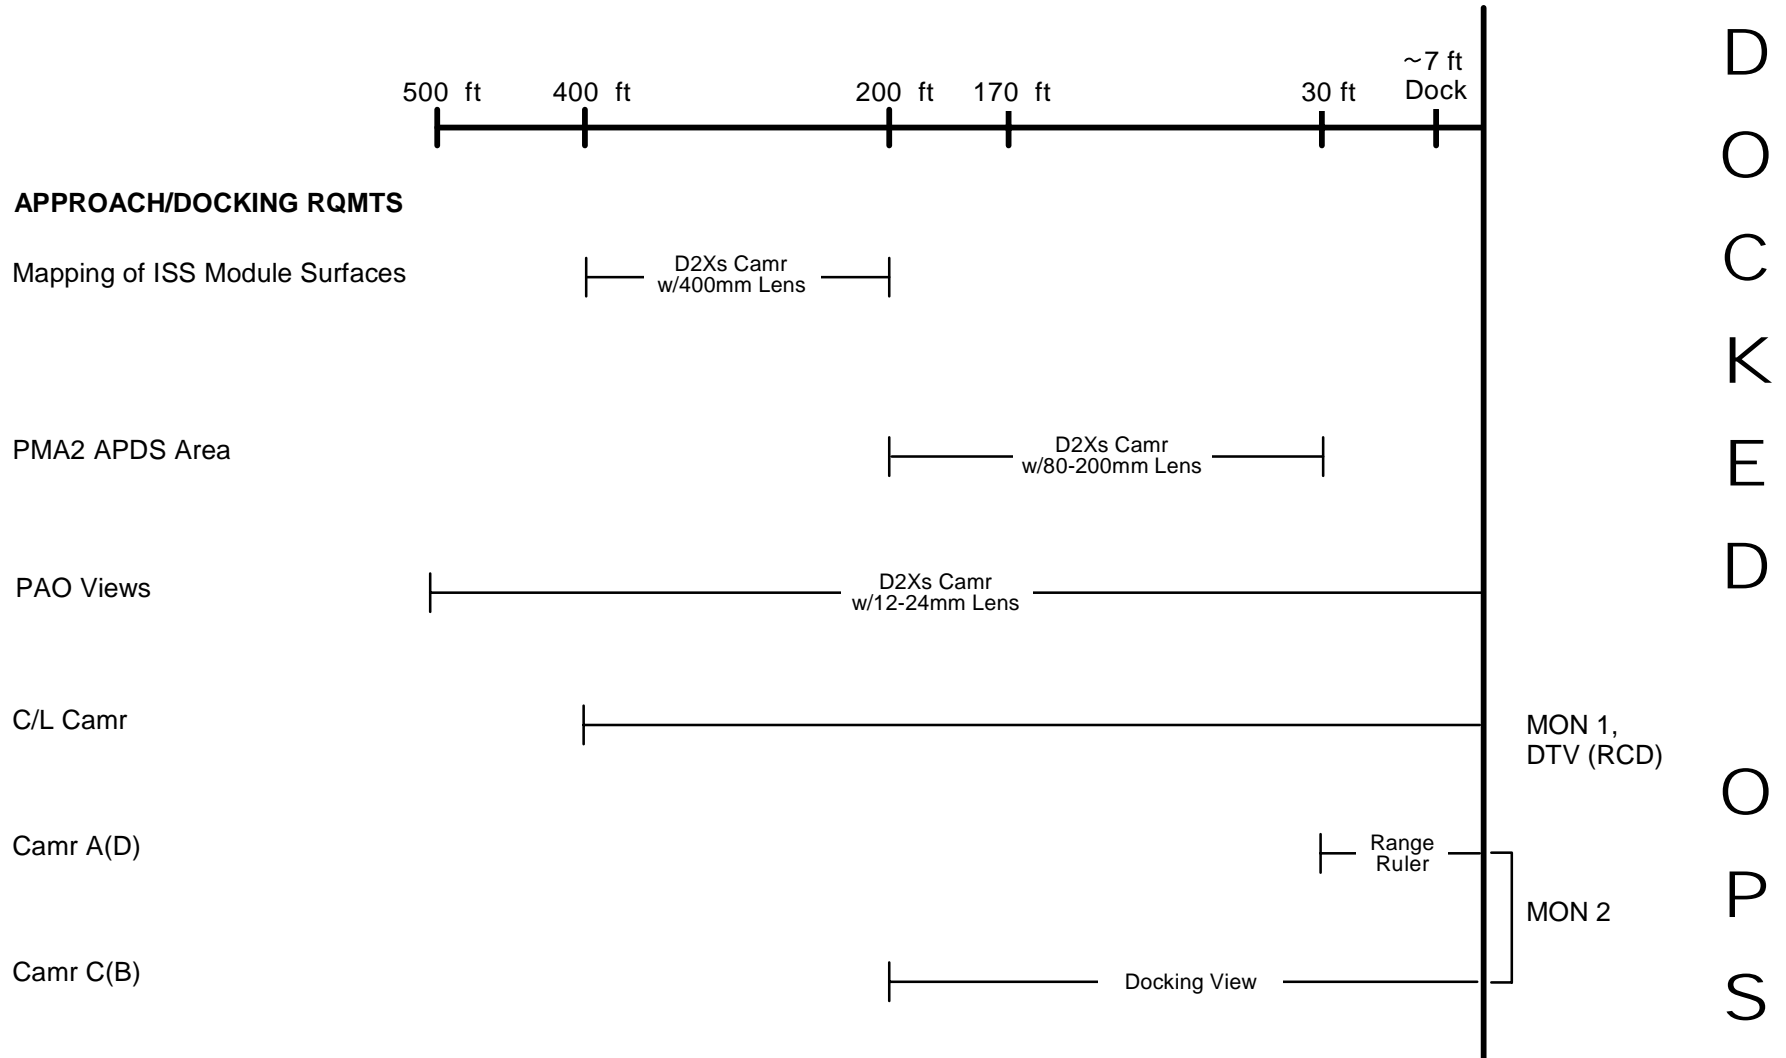 ~7 ft
500 ft 400 ft 200 ft 170 ft 30 ft Dock
APPROACH/DOCKING RQMTS
Mapping of ISS Module Surfaces
D2Xs Camr
w/400mm Lens
PMA2 APDS Area
D2Xs Camr
w/80-200mm Lens
PAO Views
D2Xs Camr
w/12-24mm Lens
C/L Camr
MON 1,
DTV (RCD)
Camr A(D)
Range
Ruler
MON 2
Camr C(B)
Docking View
D
O
C
K
E
D
O
P
S